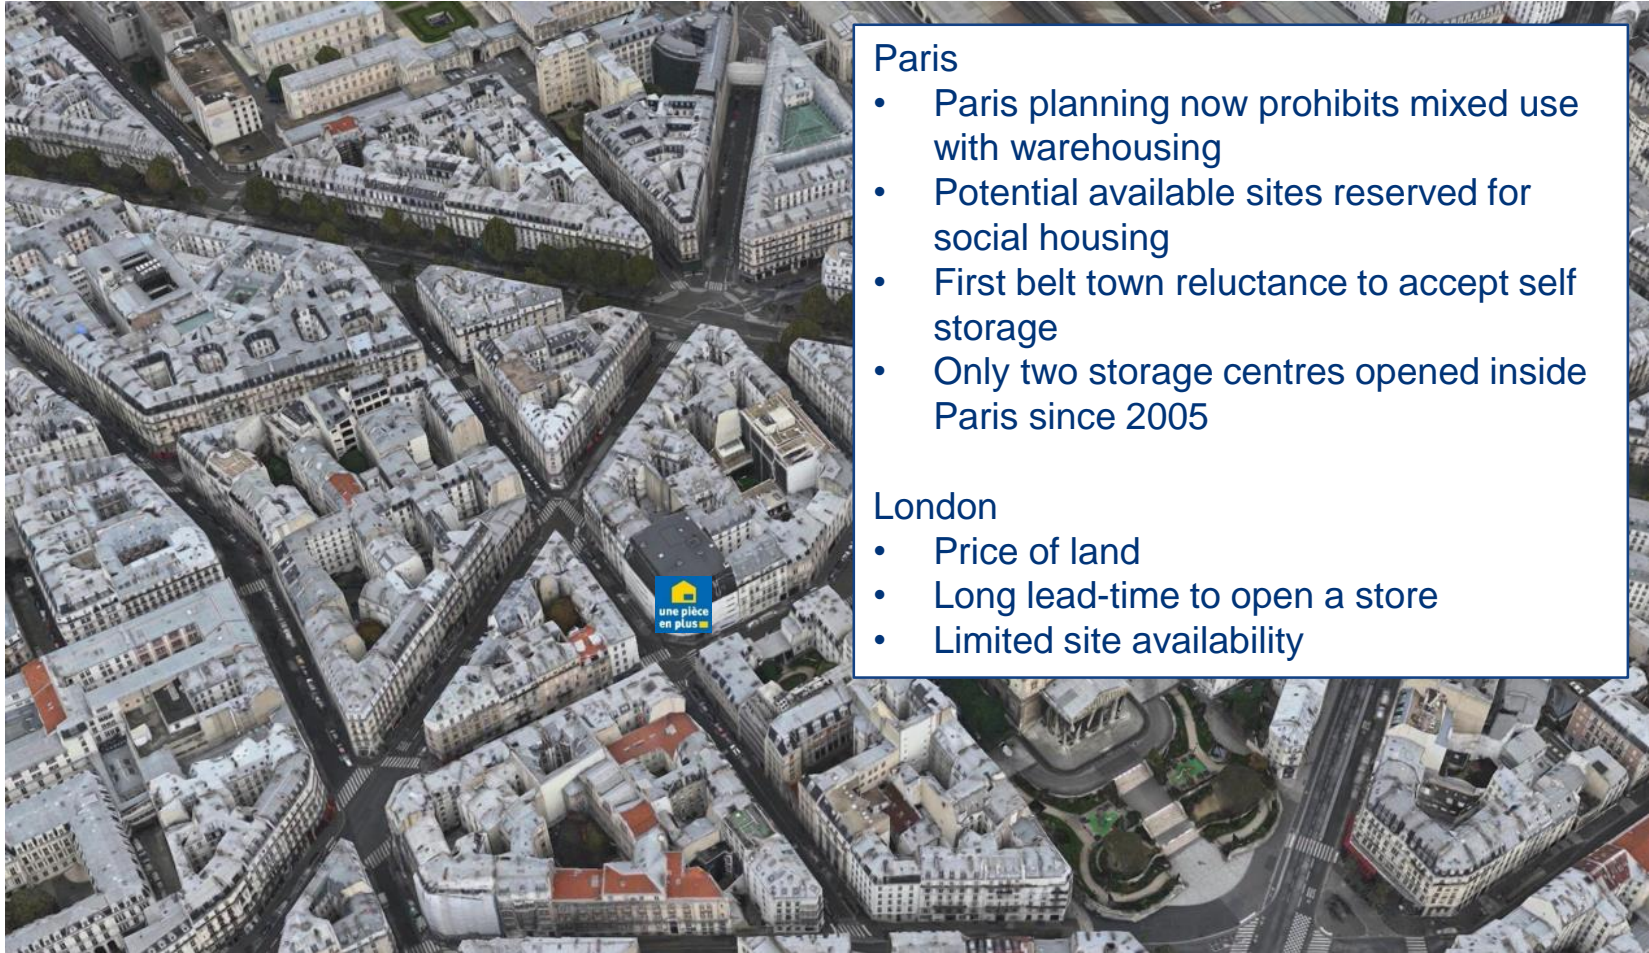 Paris
• Paris planning now prohibits mixed use
with warehousing
• Potential available sites reserved for
social housing
• First belt town reluctance to accept self
storage
• Only two storage centres opened inside
Paris since 2005
London
• Price of land
• Long lead-time to open a store
• Limited site availability
une pièce
en plus